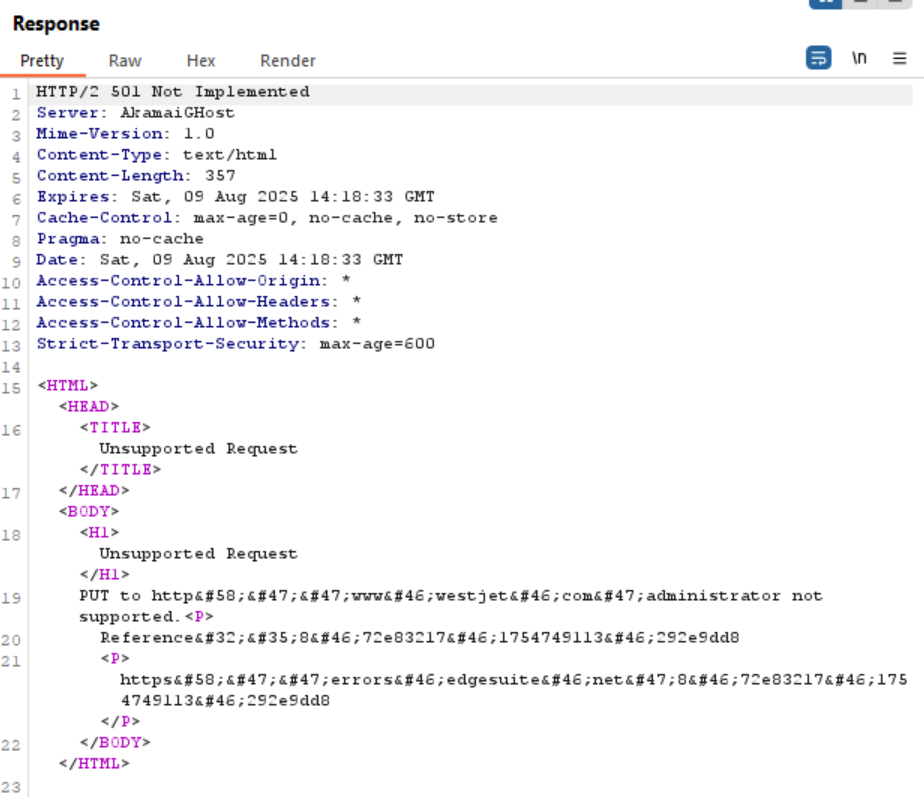 Response
Pretty Raw Hex Render \n
1 HTTP/2 501 Not Implemented
2 Server: AkamaiGHost
3 Mime-Version: 1.0
4 Content-Type: text/html
5 Content-Length: 357
6 Expires: Sat, 09 Aug 2025 14:18:33 GMT
7 Cache-Control: max-age=0, no-cache, no-store
8 Pragma: no-cache
9 Date: Sat, 09 Aug 2025 14:18:33 GMT
10 Access-Control-Allow-Origin: *
11 Access-Control-Allow-Headers: *
12 Access-Control-Allow-Methods: *
13 Strict-Transport-Security: max-age=600
14
15 <HTML>
<HEAD>
16 <TITLE>
Unsupported Request
</TITLE>
17 </HEAD>
<BODY>
18 <H1>
Unsupported Request
</H1>
19 PUT to http&#58;&#47;&#47;www&#46;westjet&#46;com&#47;administrator not
supported.<P>
20 Reference&#32;&#35;8&#46;72e83217&#46;1754749113&#46;292e9dd8
21 <P>
https&#58;&#47;&#47;errors&#46;edgesuite&#46;net&#47;8&#46;72e83217&#46;175
4749113&#46;292e9dd8
</P>
22 </BODY>
</HTML>
23